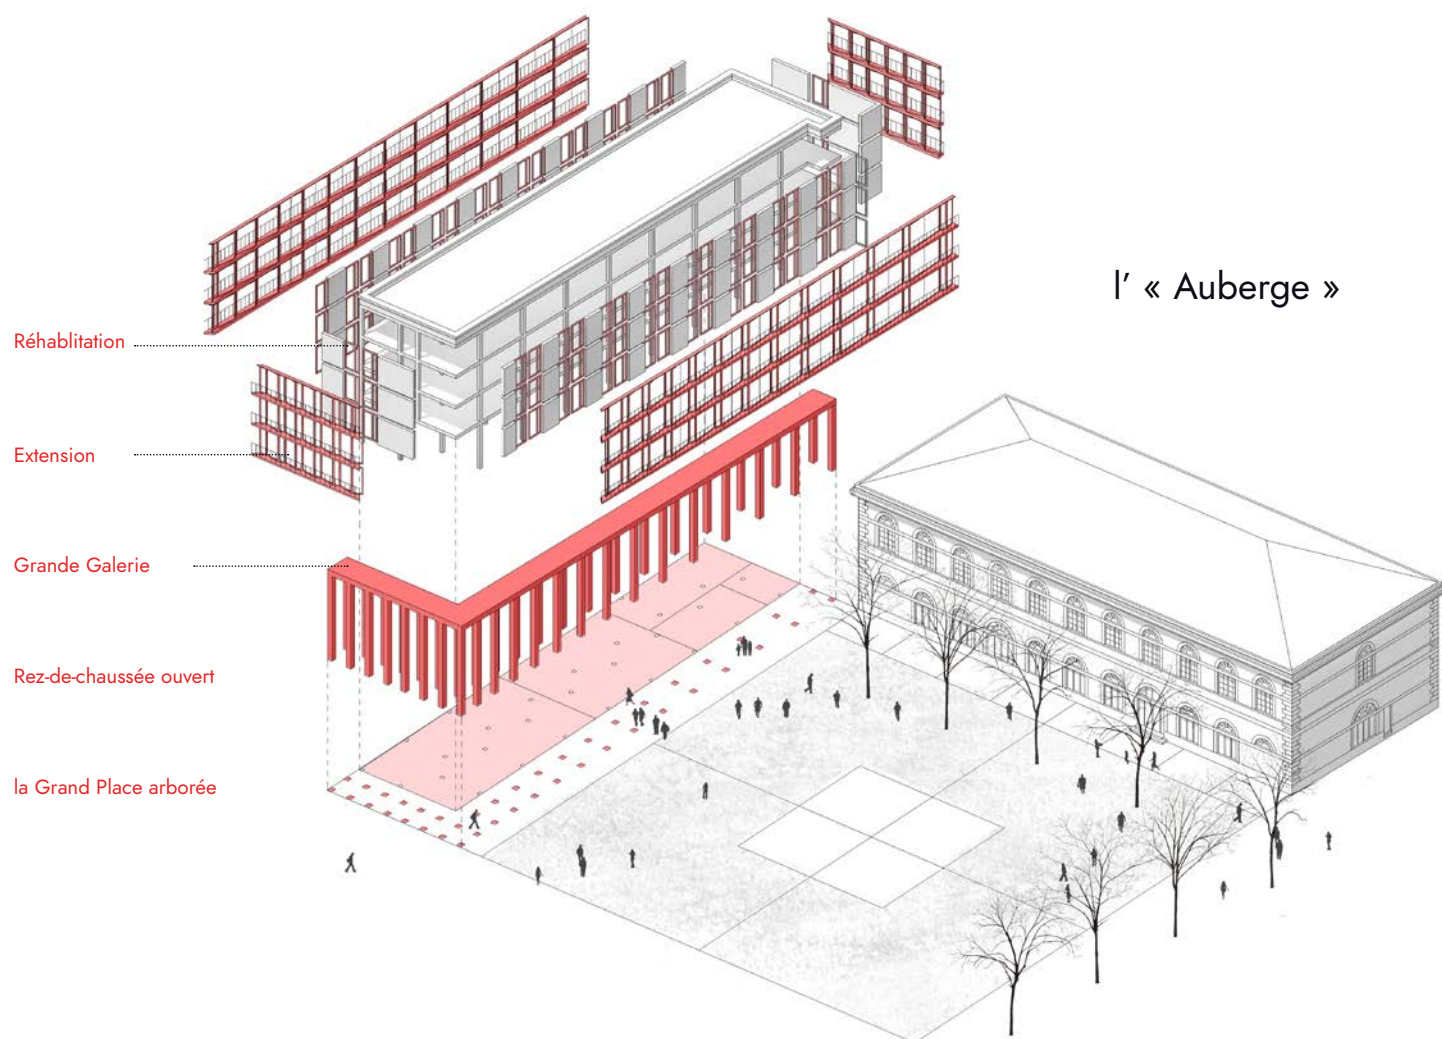 l’ « Auberge »
Réhablitation
Extension
Grande Galerie
Rez-de-chaussée ouvert
la Grand Place arborée